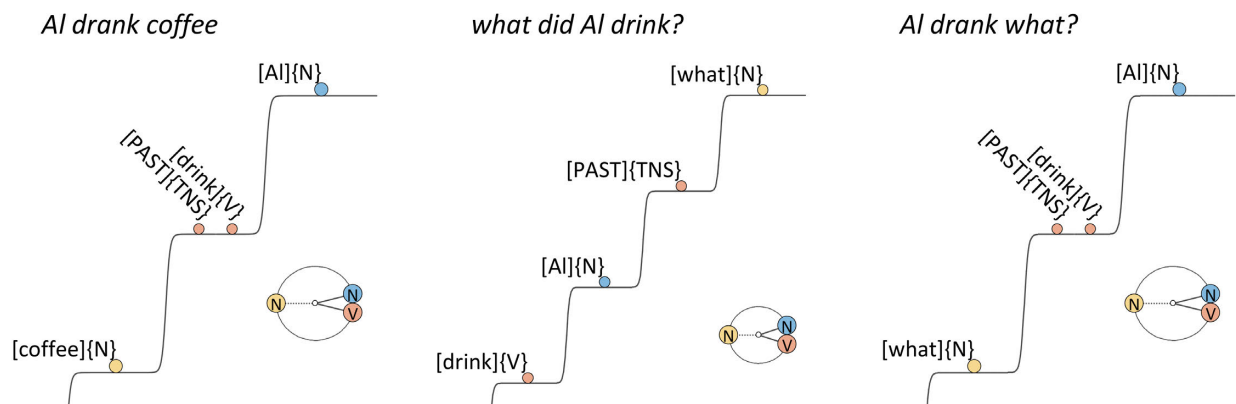 Al drank coffee
[Al]{N}
[drink]{V}
[PAST]{TNS}
[coffee]{N}
N
N
V
what did Al drink?
[what]{N}
[PAST]{TNS}
[Al]{N}
[drink]{V}
N
N
V
Al drank what?
[Al]{N}
[drink]{V}
[PAST]{TNS}
[what]{N}
N
N
V